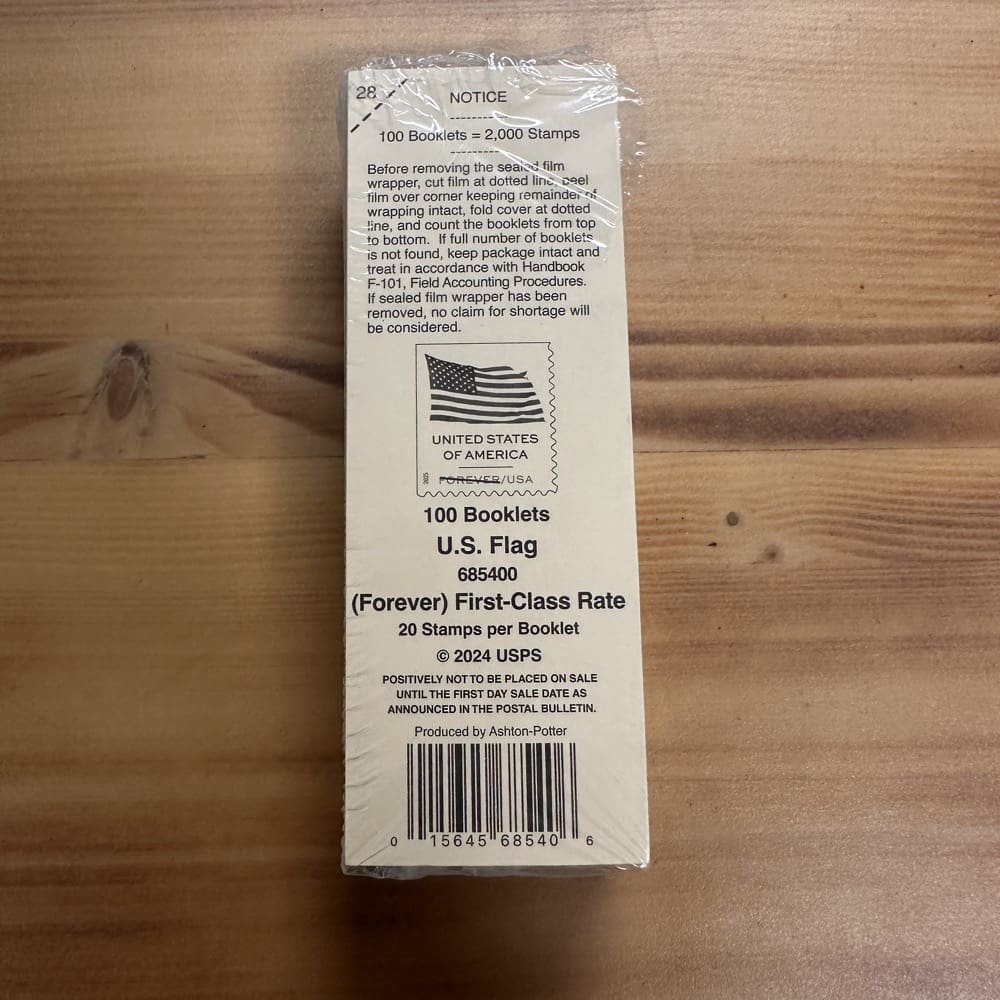 28
NOTICE
100 Booklets = 2,000 Stamps
Before removing the sealed film
wrapper, cut film at dotted line, peel
film over corner keeping remainder of
wrapping intact, fold cover at dotted
line, and count the booklets from top
to bottom. If full number of booklets
is not found, keep package intact and
treat in accordance with Handbook
F-101, Field Accounting Procedures.
If sealed film wrapper has been
removed, no claim for shortage will
be considered.
UNITED STATES
OF AMERICA
2025
FOREVER/USA
100 Booklets
U.S. Flag
685400
(Forever) First-Class Rate
20 Stamps per Booklet
© 2024 USPS
POSITIVELY NOT TO BE PLACED ON SALE
UNTIL THE FIRST DAY SALE DATE AS
ANNOUNCED IN THE POSTAL BULLETIN.
Produced by Ashton-Potter
0 15645 68540 6